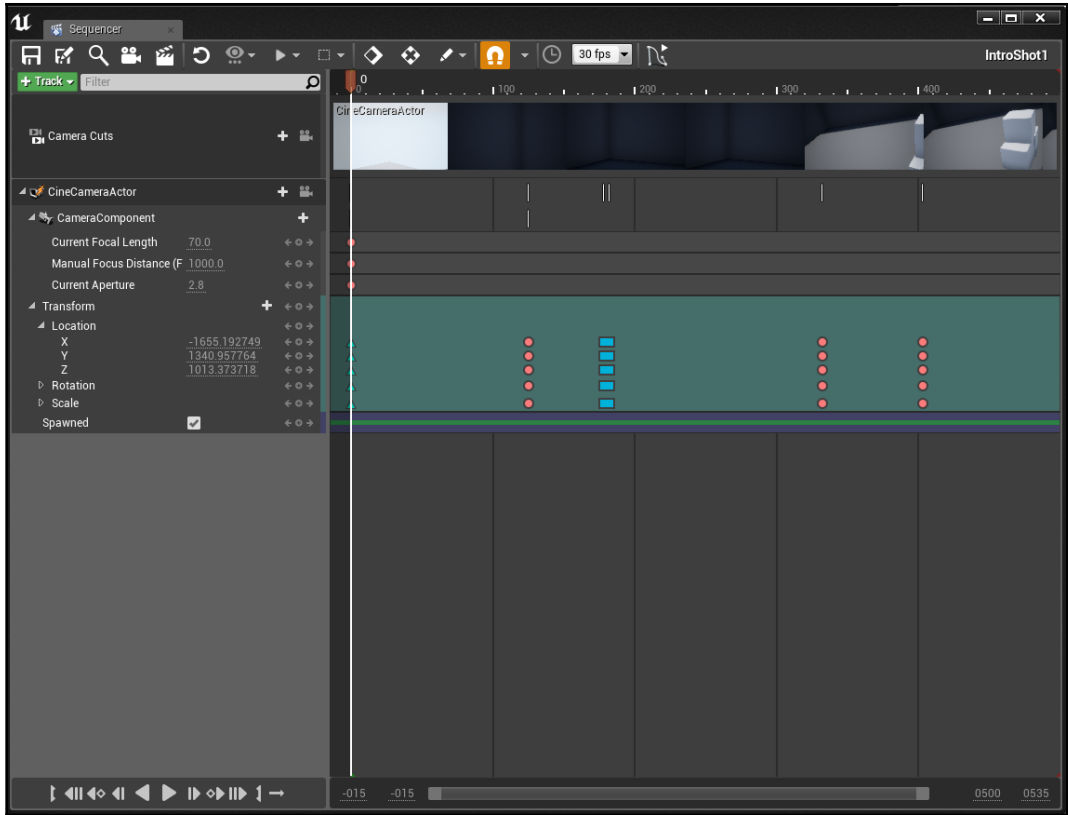 Sequencer
30 fps
IntroShot1
Track
Filter
0
0 100 200 300 400
Camera Cuts
CineCameraActor
CineCameraActor
CameraComponent
Current Focal Length 70.0
Manual Focus Distance (F 1000.0
Current Aperture 2.8
Transform
Location
X -1655.192749
Y 1340.957764
Z 1013.373718
Rotation
Scale
Spawned
-015 -015 0500 0535